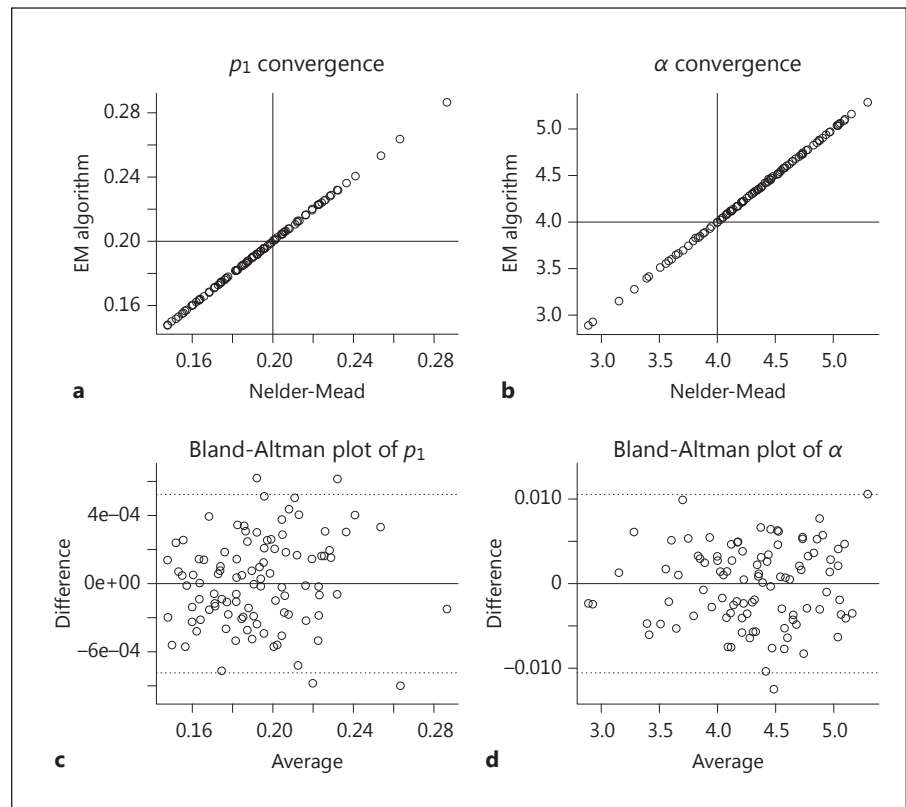 p1 convergence
EM algorithm
0.28
0.24
0.20
0.16
0.16 0.20 0.24 0.28
Nelder-Mead
a
α convergence
EM algorithm
5.0
4.5
4.0
3.5
3.0
3.0 3.5 4.0 4.5 5.0
Nelder-Mead
b
Bland-Altman plot of p1
Difference
4e–04
0e+00
–6e–04
0.16 0.20 0.24 0.28
Average
c
Bland-Altman plot of α
Difference
0.010
0
–0.010
3.0 3.5 4.0 4.5 5.0
Average
d